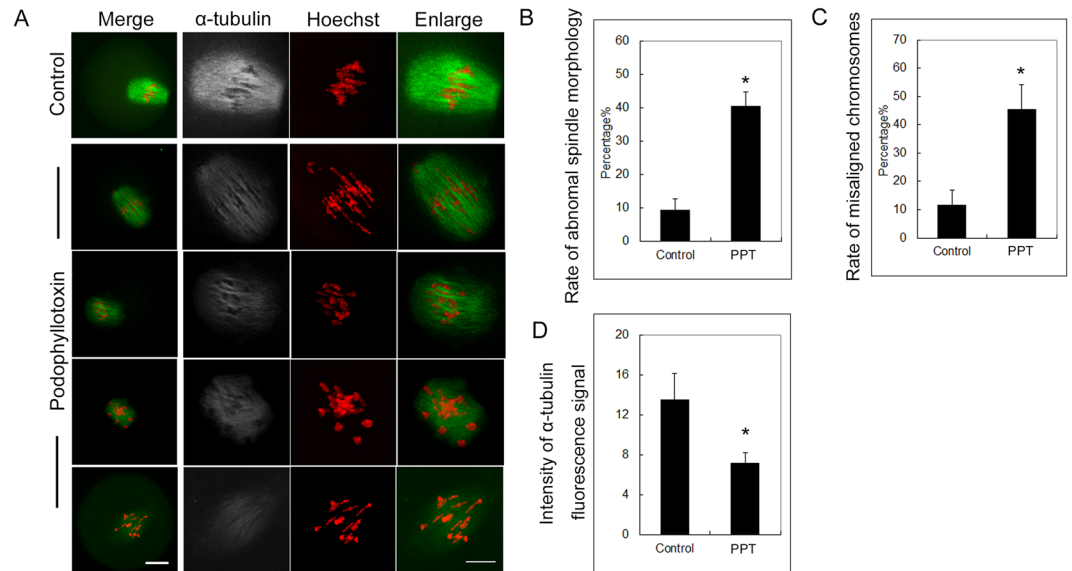 A
Merge
α-tubulin
Hoechst
Enlarge
Control
Podophyllotoxin
B
Rate of abnomal spindle morphology
Percentage%
60
50
40
30
20
10
0
*
Control
PPT
C
Rate of misaligned chromosomes
Percentage%
70
60
50
40
30
20
10
0
*
Control
PPT
D
Intensity of α-tubulin
fluorescence signal
20
16
12
8
4
0
*
Control
PPT